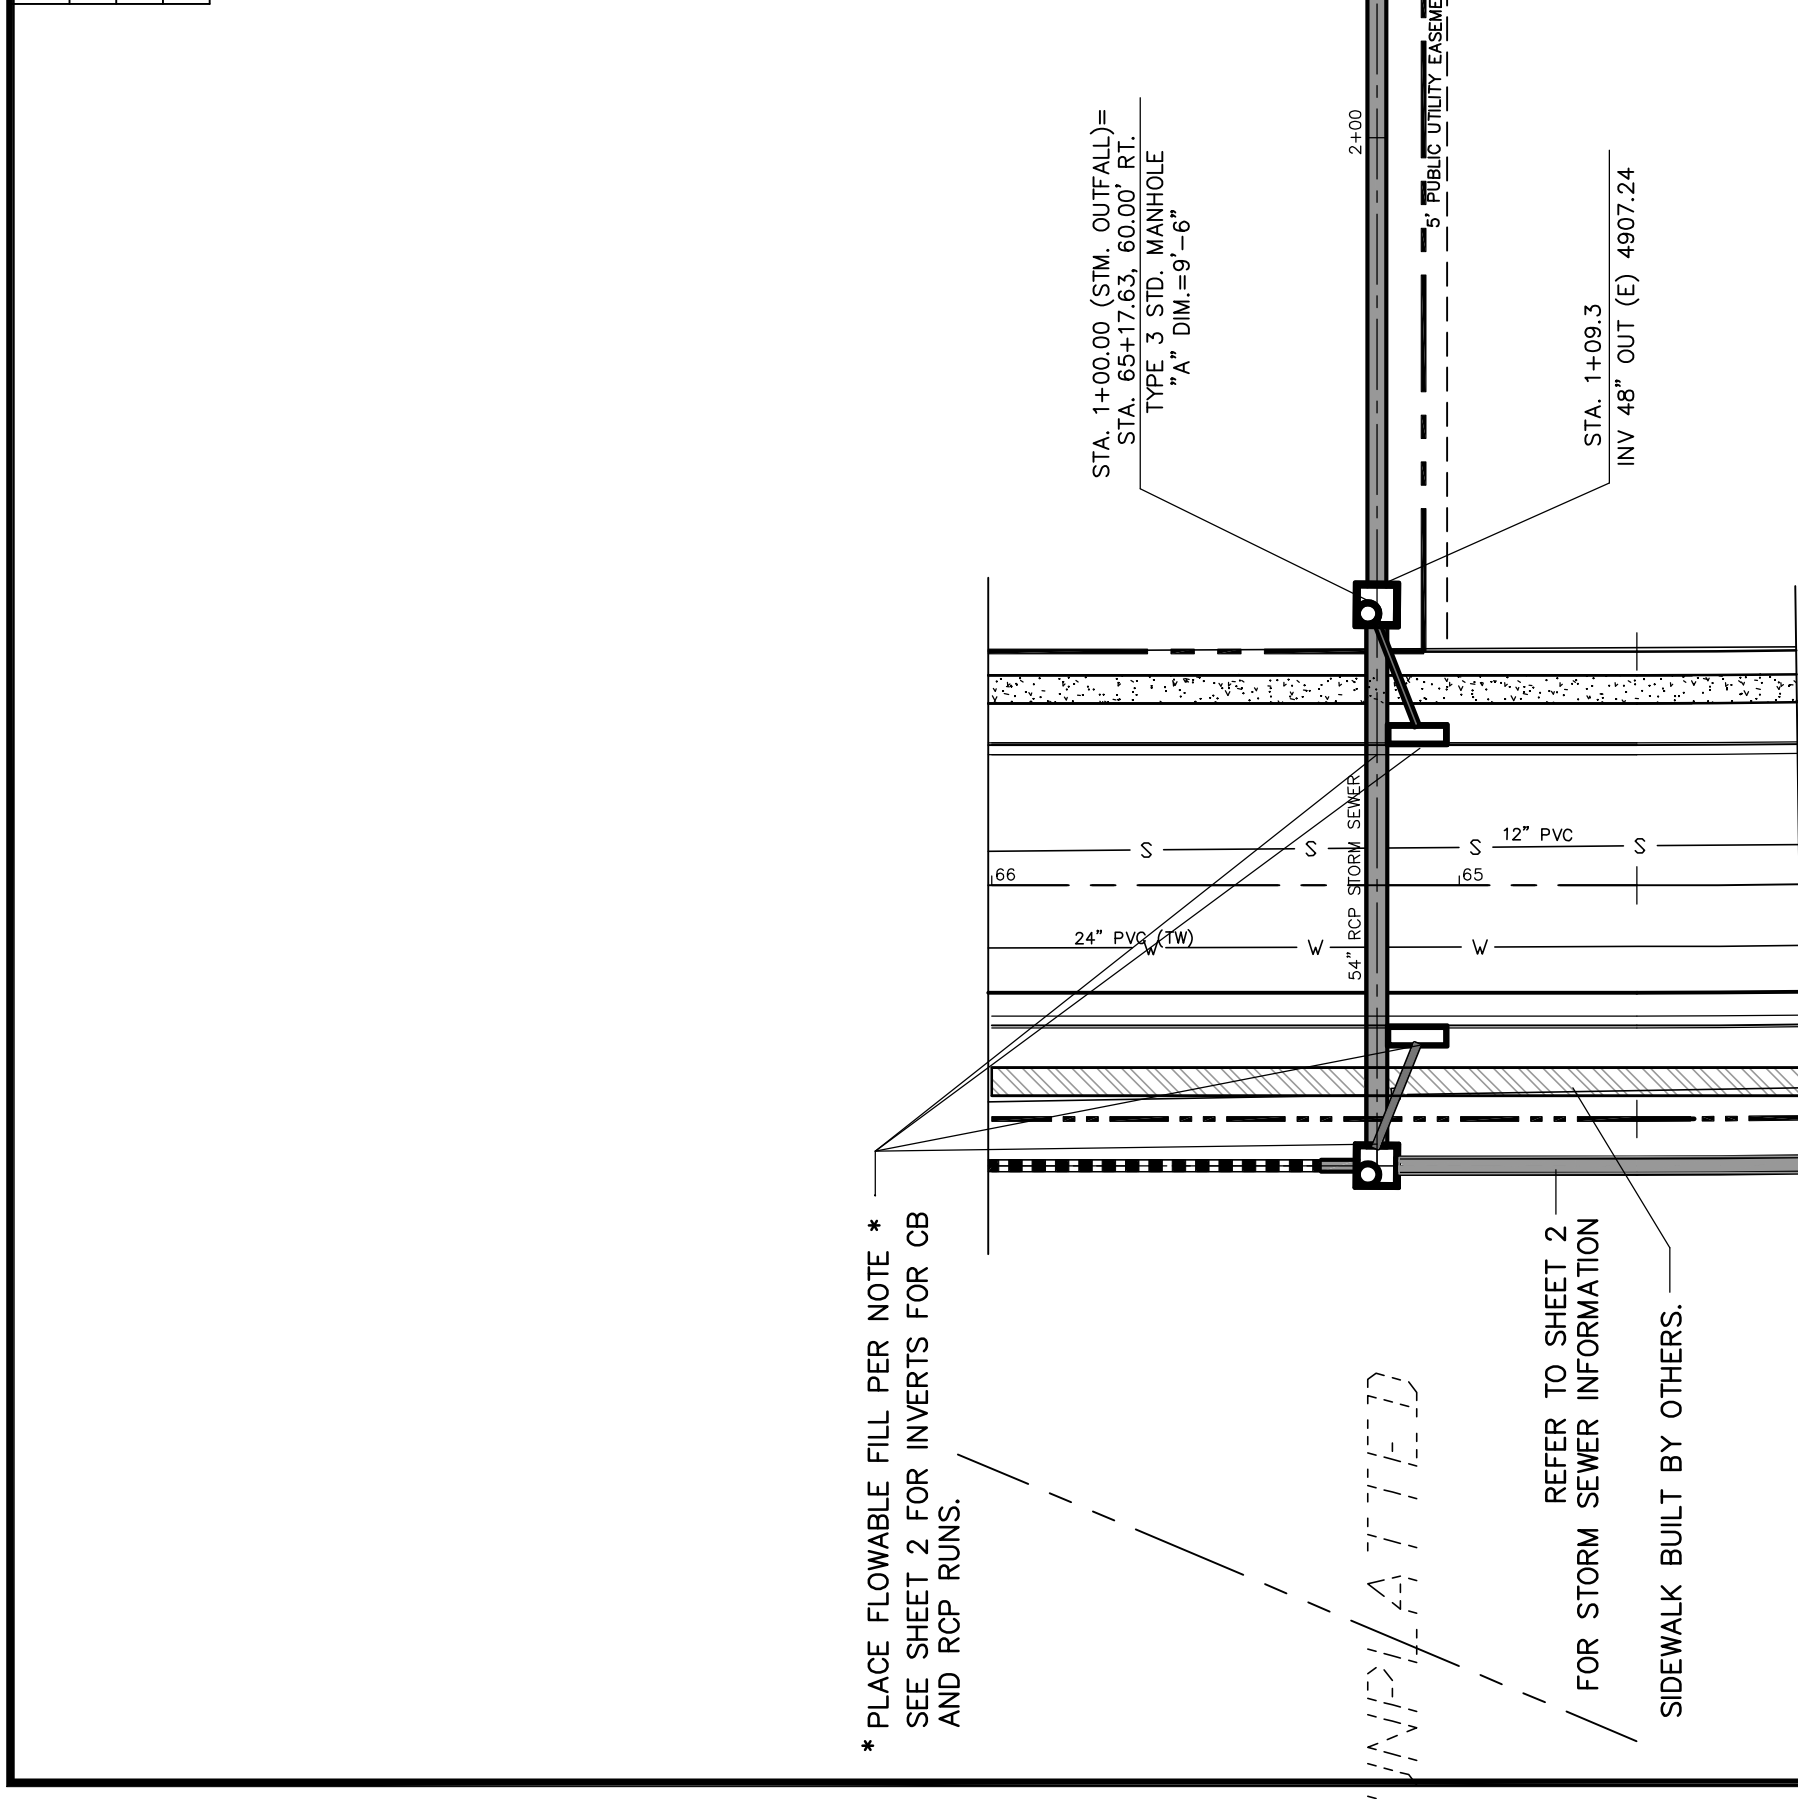 STA. 1+00.00 (STM. OUTFALL)=
STA. 65+17.63, 60.00' RT.
TYPE 3 STD. MANHOLE
"A" DIM.=9'-6"
2+00
5' PUBLIC UTILITY EASEME
STA. 1+09.3
INV 48" OUT (E) 4907.24
54" RCP STORM SEWER
S S S 12" PVC S
66 65
24" PVC (TW)
W W W
* PLACE FLOWABLE FILL PER NOTE *
SEE SHEET 2 FOR INVERTS FOR CB
AND RCP RUNS.
REFER TO SHEET 2
FOR STORM SEWER INFORMATION
SIDEWALK BUILT BY OTHERS.